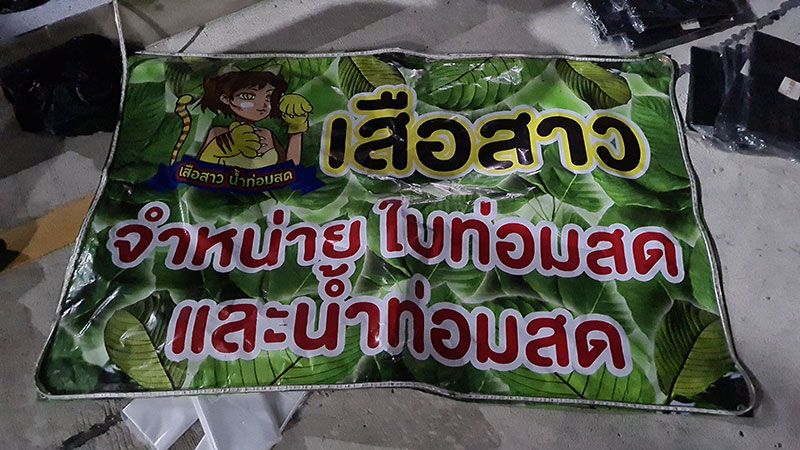 เสือสาว
เสือสาว น้ำท่อมสด
จำหน่าย ใบท่อมสด
และน้ำท่อมสด